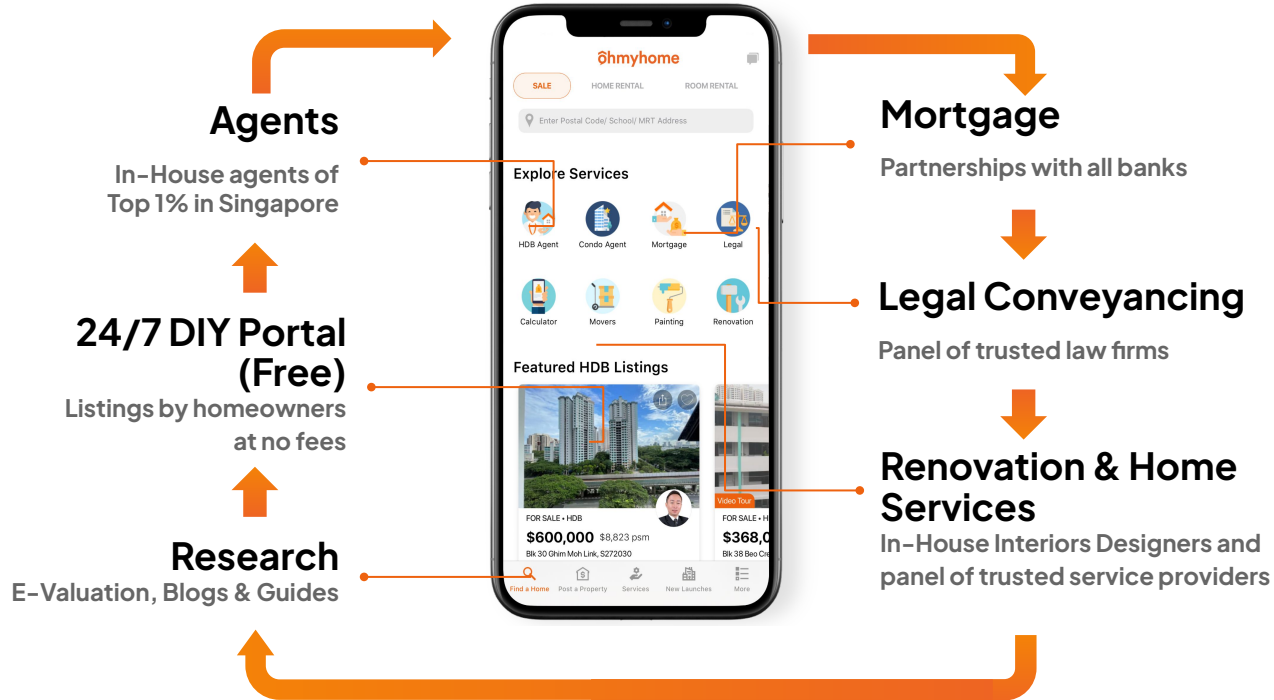 Agents
In-House agents of
Top 1% in Singapore
24/7 DIY Portal
(Free)
Listings by homeowners
at no fees
Research
E-Valuation, Blogs & Guides
ōhmyhome
SALE HOME RENTAL ROOM RENTAL
Enter Postal Code/ School/ MRT Address
Explore Services
HDB Agent Condo Agent Mortgage Legal
Calculator Movers Painting Renovation
Featured HDB Listings
Video Tour
FOR SALE • HDB FOR SALE • H
$600,000 $8,823 psm $368,0
Blk 30 Ghim Moh Link, S272030 Blk 38 Beo Cre
Find a Home Post a Property Services New Launches More
Mortgage
Partnerships with all banks
Legal Conveyancing
Panel of trusted law firms
Renovation & Home
Services
In-House Interiors Designers and
panel of trusted service providers